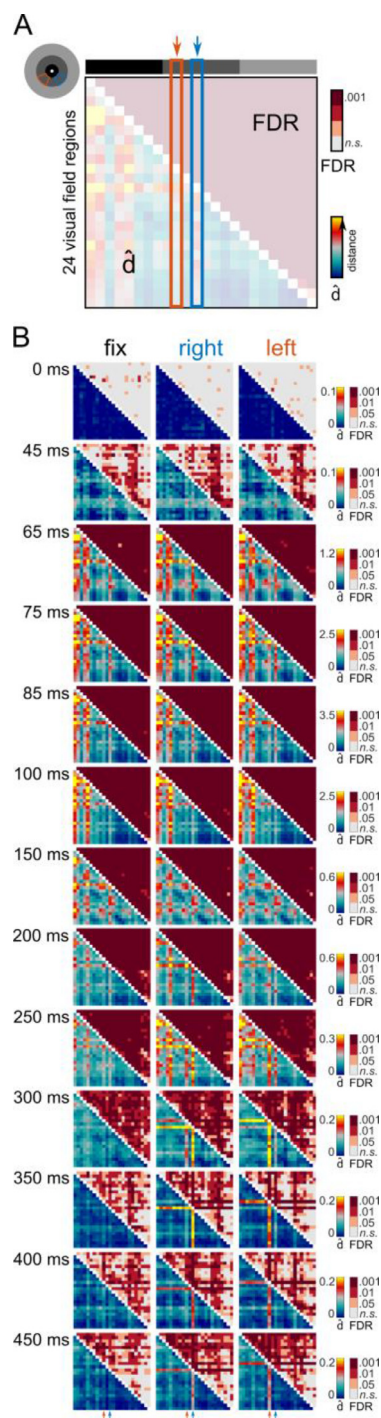 A
24 visual field regions
FDR
d̂
.001
n.s.
FDR
distance
d̂
B
fix right left
0 ms
0.1 .001
.01
.05
0 n.s.
d̂ FDR
45 ms
0.1 .001
.01
.05
0 n.s.
d̂ FDR
65 ms
1.2 .001
.01
.05
0 n.s.
d̂ FDR
75 ms
2.5 .001
.01
.05
0 n.s.
d̂ FDR
85 ms
3.5 .001
.01
.05
0 n.s.
d̂ FDR
100 ms
2.5 .001
.01
.05
0 n.s.
d̂ FDR
150 ms
0.6 .001
.01
.05
0 n.s.
d̂ FDR
200 ms
0.6 .001
.01
.05
0 n.s.
d̂ FDR
250 ms
0.3 .001
.01
.05
0 n.s.
d̂ FDR
300 ms
0.2 .001
.01
.05
0 n.s.
d̂ FDR
350 ms
0.2 .001
.01
.05
0 n.s.
d̂ FDR
400 ms
0.2 .001
.01
.05
0 n.s.
d̂ FDR
450 ms
0.2 .001
.01
.05
0 n.s.
d̂ FDR